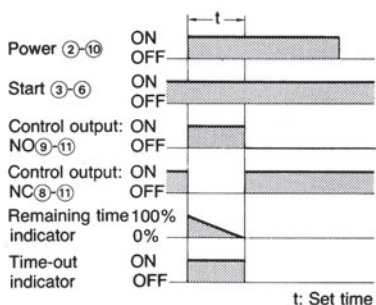 t
Power ②-⑩ ON
OFF
Start ③-⑥ ON
OFF
Control output: ON
NO⑨-⑪ OFF
Control output: ON
NC⑧-⑪ OFF
Remaining time 100%
indicator 0%
Time-out ON
indicator OFF
t: Set time